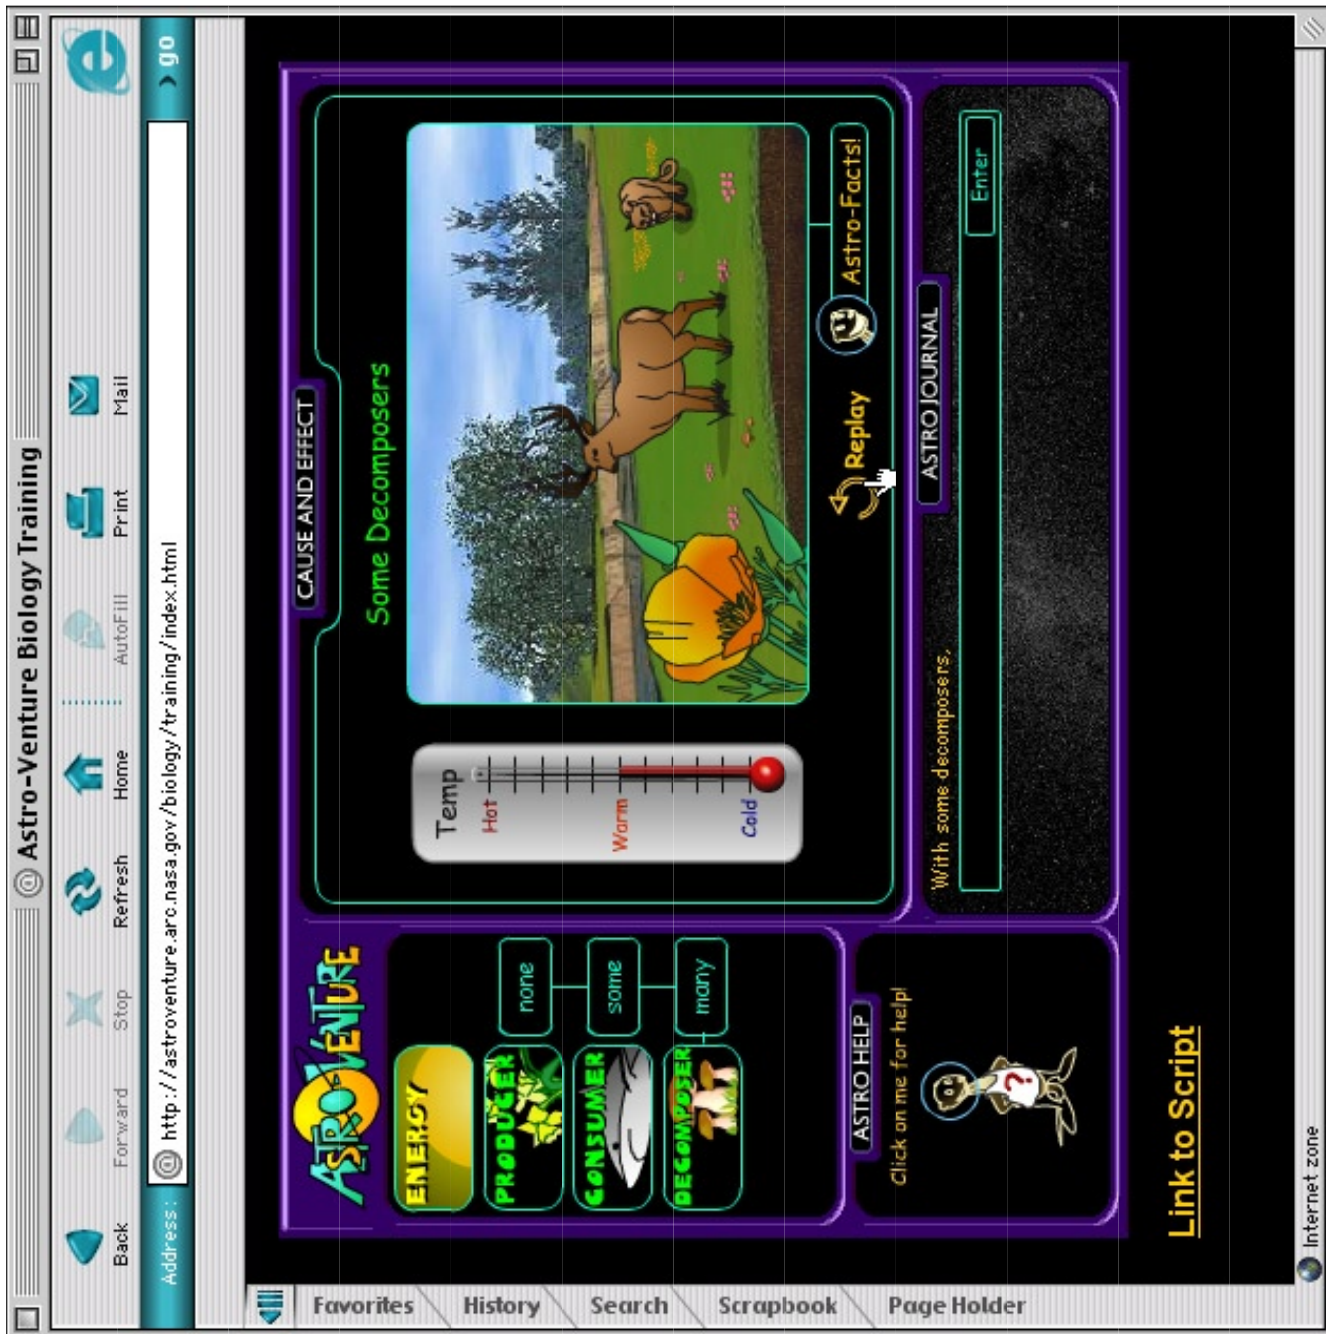 Astro-Venture Biology Training
Back
Forward
Stop
Refresh
Home
AutoFill
Print
Mail
Address:
http://astroventure.arc.nasa.gov/biology/training/index.html
go
Favorites
History
Search
Scrapbook
Page Holder
ASTRO-VENTURE
ENERGY
PRODUCER
CONSUMER
DECOMPOSER
none
some
many
CAUSE AND EFFECT
Some Decomposers
Temp
Hot
Warm
Cold
Replay
Astro-Facts!
ASTRO HELP
Click on me for help!
?
ASTRO JOURNAL
With some decomposers,
Enter
Link to Script
Internet zone